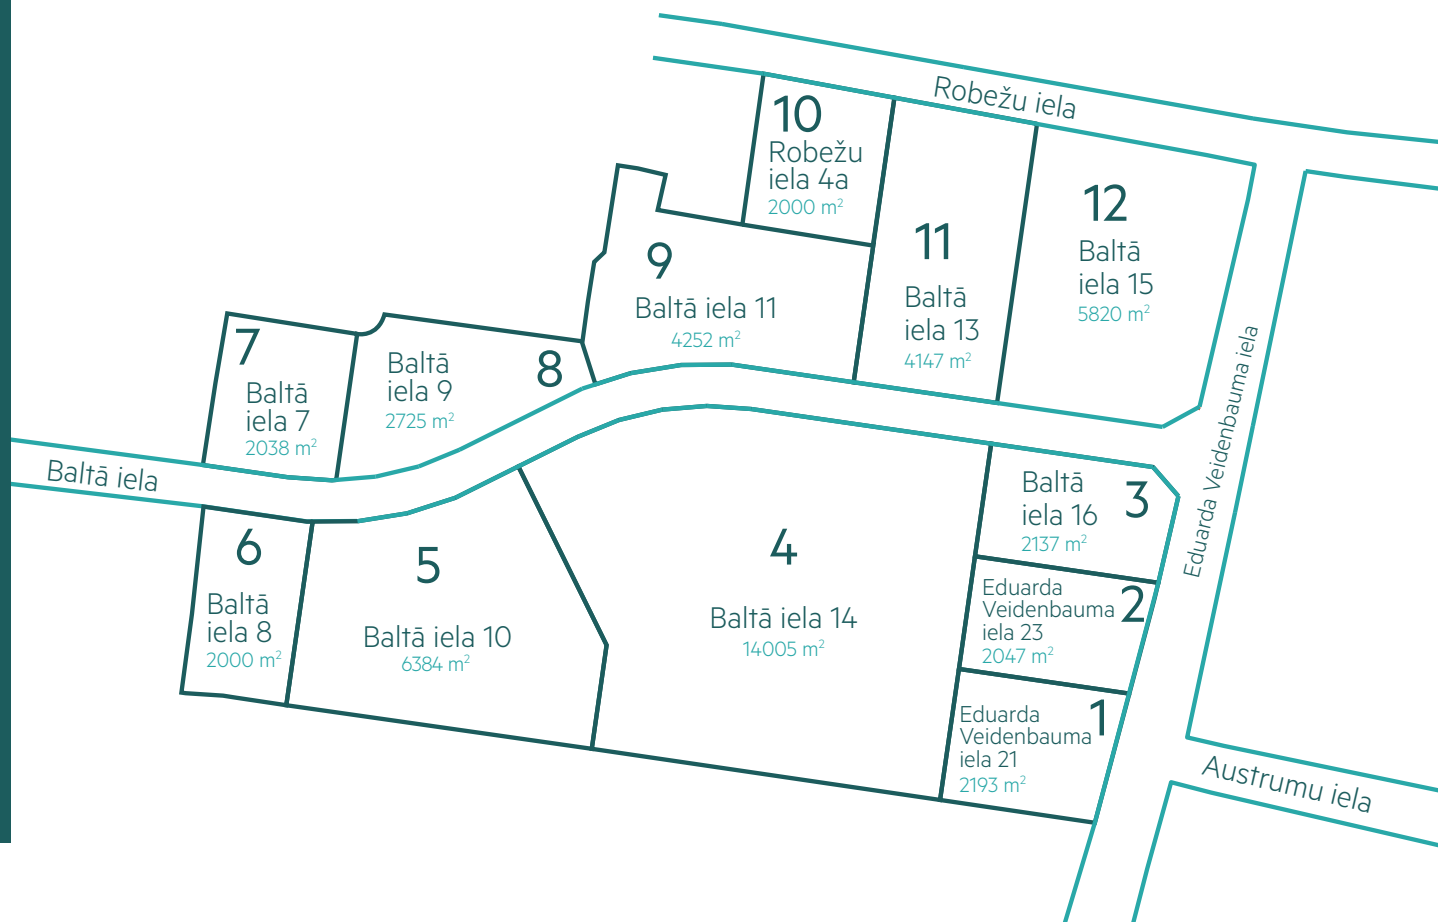 Robežu iela
10
Robežu
iela 4a
2000 m²
11
Baltā
iela 13
4147 m²
12
Baltā
iela 15
5820 m²
9
Baltā iela 11
4252 m²
7
Baltā
iela 7
2038 m²
8
Baltā
iela 9
2725 m²
Baltā iela
Eduarda Veidenbauma iela
6
Baltā
iela 8
2000 m²
5
Baltā iela 10
6384 m²
4
Baltā iela 14
14005 m²
3
Baltā
iela 16
2137 m²
2
Eduarda
Veidenbauma
iela 23
2047 m²
1
Eduarda
Veidenbauma
iela 21
2193 m²
Austrumu iela